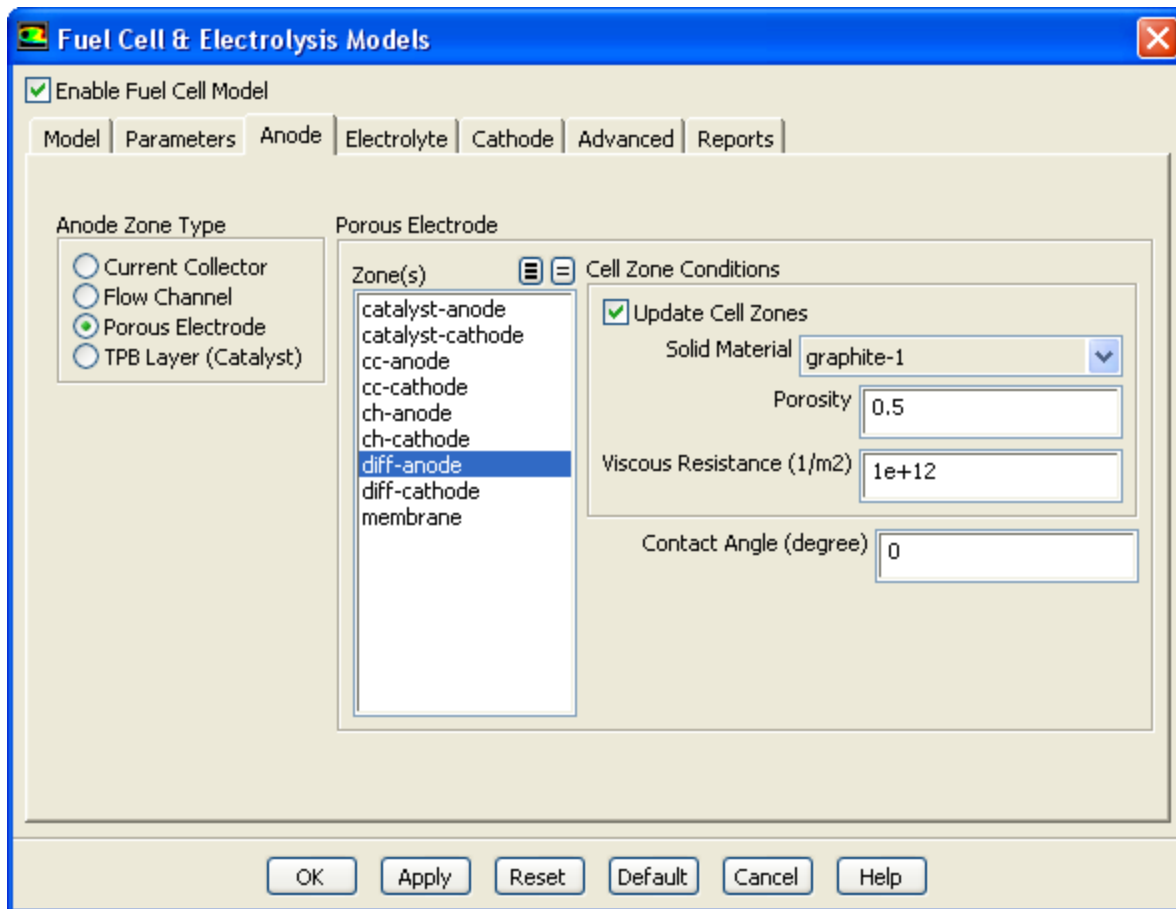 Fuel Cell & Electrolysis Models
Enable Fuel Cell Model
Model Parameters Anode Electrolyte Cathode Advanced Reports
Anode Zone Type
Current Collector
Flow Channel
Porous Electrode
TPB Layer (Catalyst)
Porous Electrode
Zone(s)
catalyst-anode
catalyst-cathode
cc-anode
cc-cathode
ch-anode
ch-cathode
diff-anode
diff-cathode
membrane
Cell Zone Conditions
Update Cell Zones
Solid Material graphite-1
Porosity 0.5
Viscous Resistance (1/m2) 1e+12
Contact Angle (degree) 0
OK Apply Reset Default Cancel Help